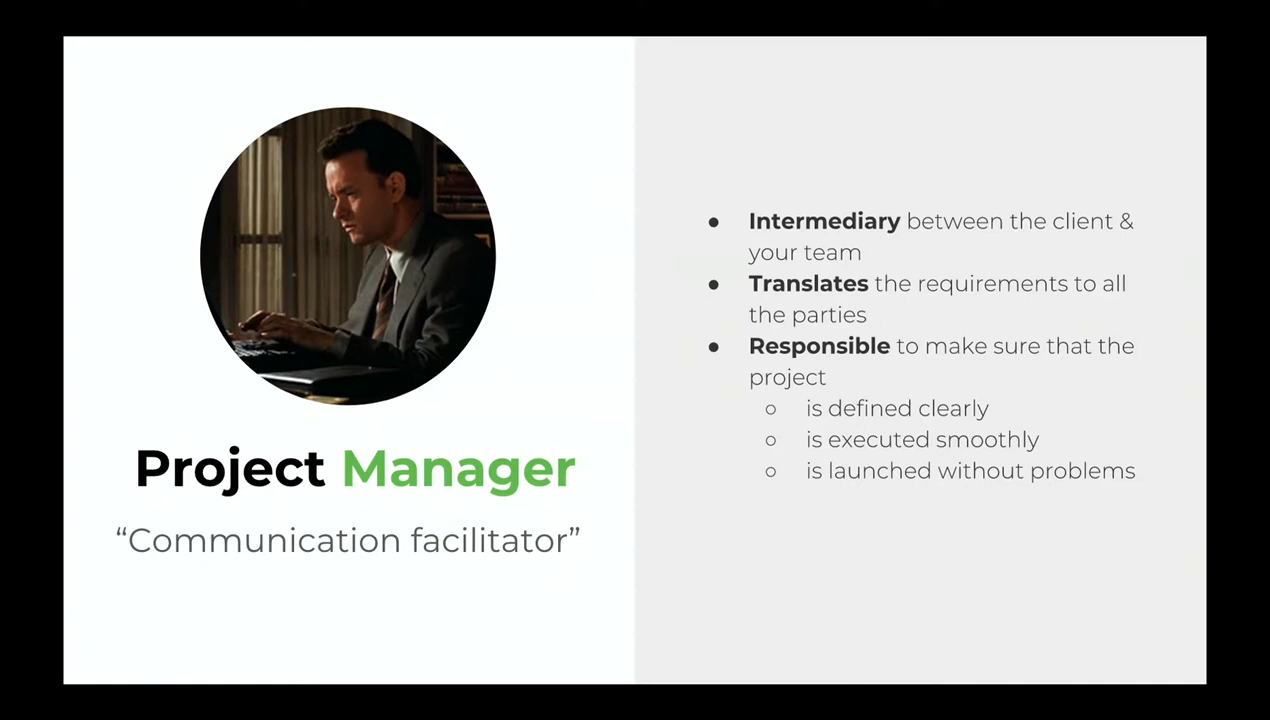 Project Manager
“Communication facilitator”
● Intermediary between the client &
your team
● Translates the requirements to all
the parties
● Responsible to make sure that the
project
○ is defined clearly
○ is executed smoothly
○ is launched without problems